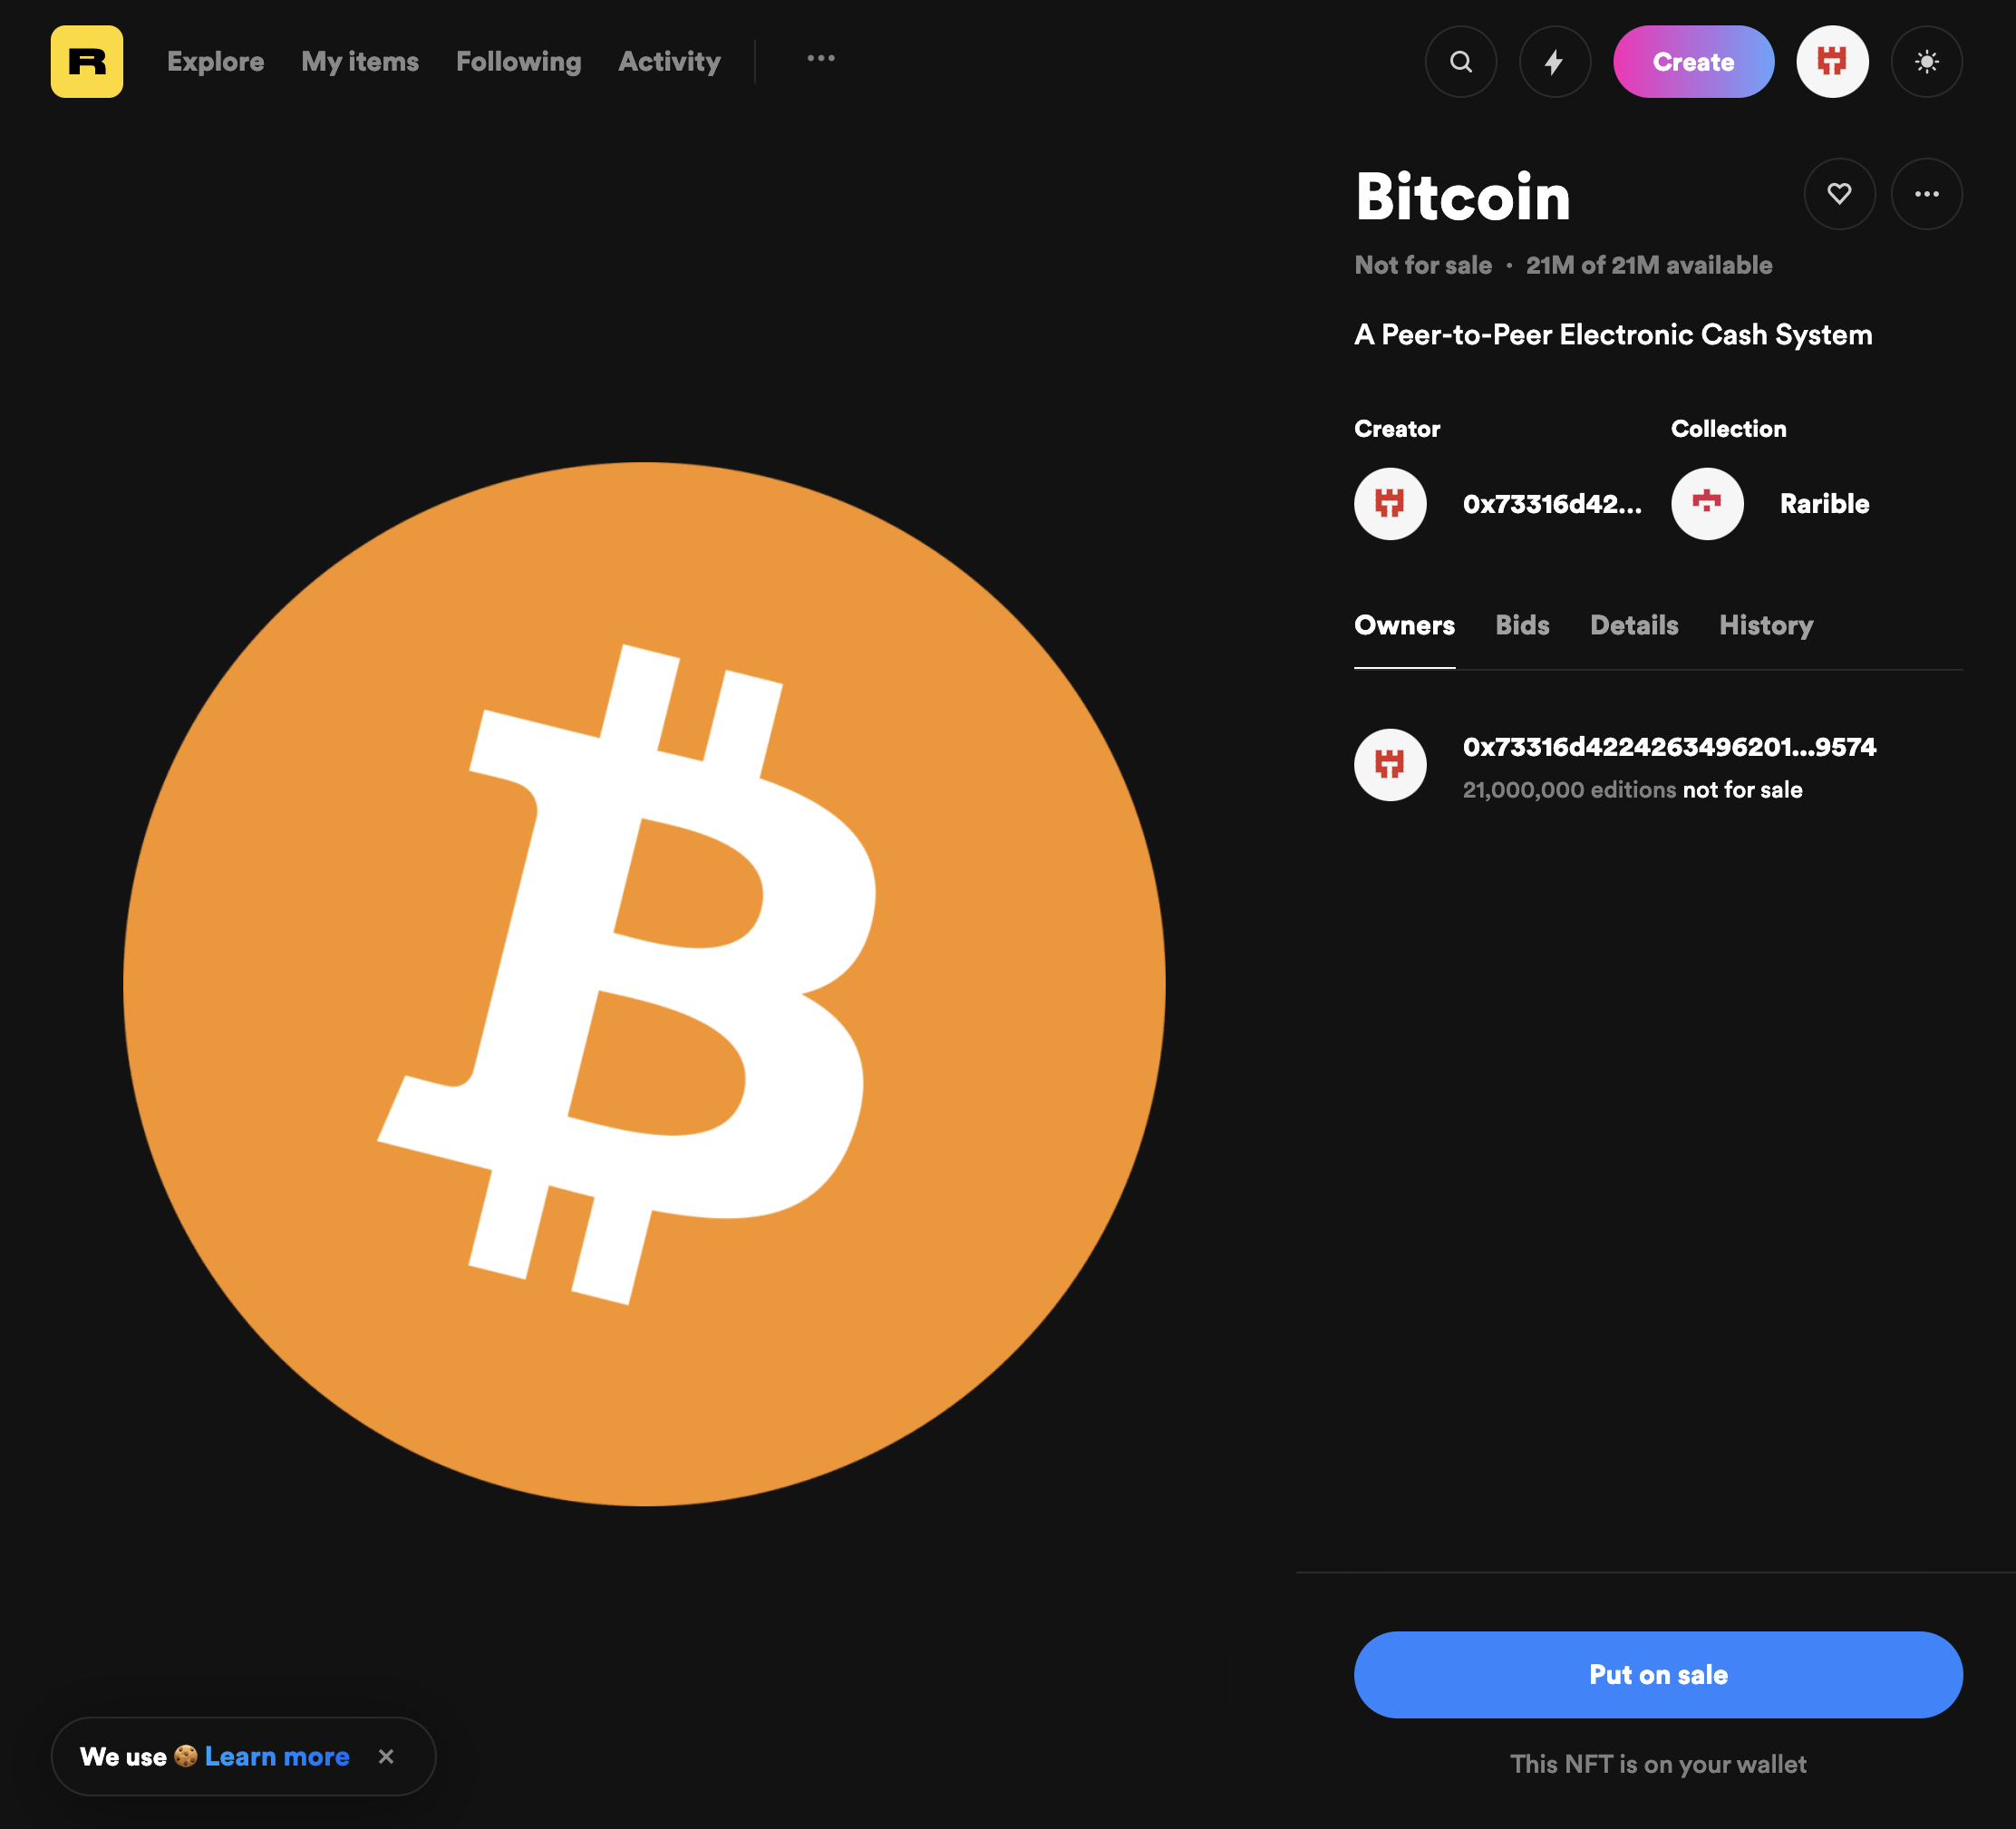 R Explore My items Following Activity ... Create
Bitcoin
Not for sale · 21M of 21M available
A Peer-to-Peer Electronic Cash System
Creator Collection
0x73316d42... Rarible
Owners Bids Details History
0x73316d4224263496201...9574
21,000,000 editions not for sale
Put on sale
We use 🍪 Learn more ✕
This NFT is on your wallet